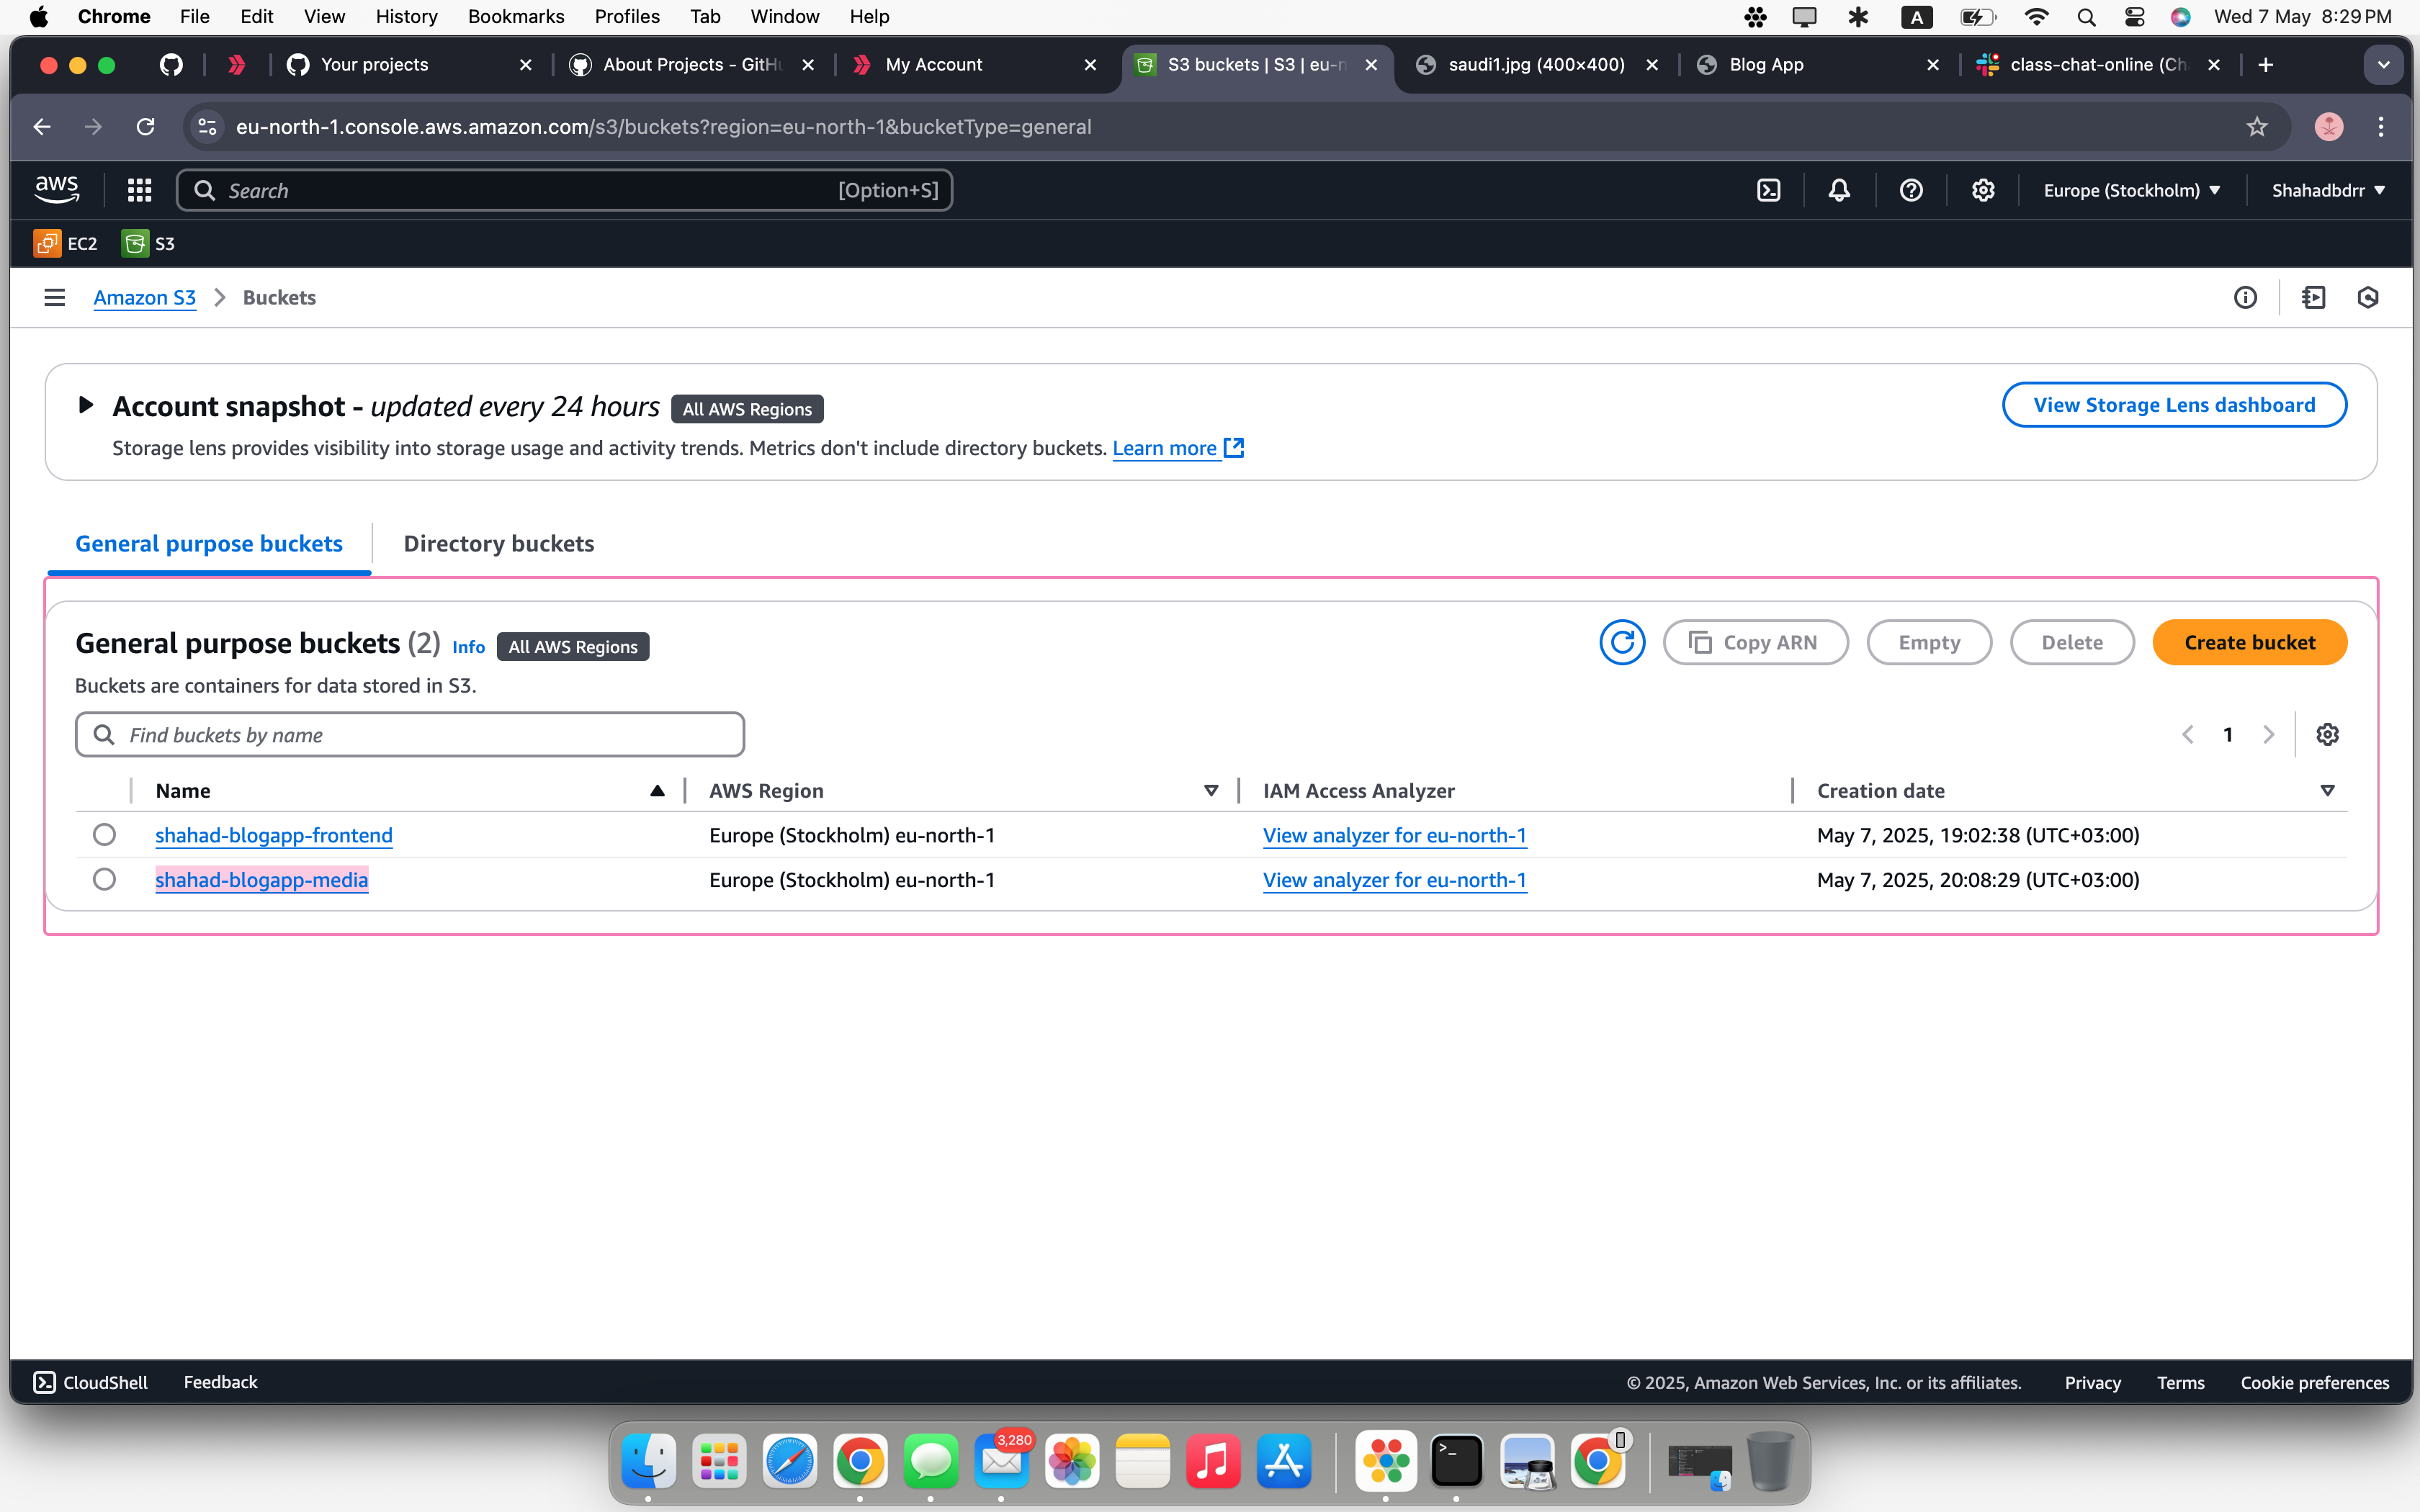 Chrome File Edit View History Bookmarks Profiles Tab Window Help A Wed 7 May 8:29 PM
Your projects About Projects - GitHu My Account S3 buckets | S3 | eu-n saudi1.jpg (400×400) Blog App class-chat-online (Ch
eu-north-1.console.aws.amazon.com/s3/buckets?region=eu-north-1&bucketType=general
aws Search [Option+S] Europe (Stockholm) Shahadbdrr
EC2 S3
Amazon S3 Buckets
Account snapshot - updated every 24 hours All AWS Regions View Storage Lens dashboard
Storage lens provides visibility into storage usage and activity trends. Metrics don't include directory buckets. Learn more
General purpose buckets Directory buckets
General purpose buckets (2) Info All AWS Regions Copy ARN Empty Delete Create bucket
Buckets are containers for data stored in S3.
Find buckets by name 1
Name AWS Region IAM Access Analyzer Creation date
shahad-blogapp-frontend Europe (Stockholm) eu-north-1 View analyzer for eu-north-1 May 7, 2025, 19:02:38 (UTC+03:00)
shahad-blogapp-media Europe (Stockholm) eu-north-1 View analyzer for eu-north-1 May 7, 2025, 20:08:29 (UTC+03:00)
CloudShell Feedback © 2025, Amazon Web Services, Inc. or its affiliates. Privacy Terms Cookie preferences
3,280